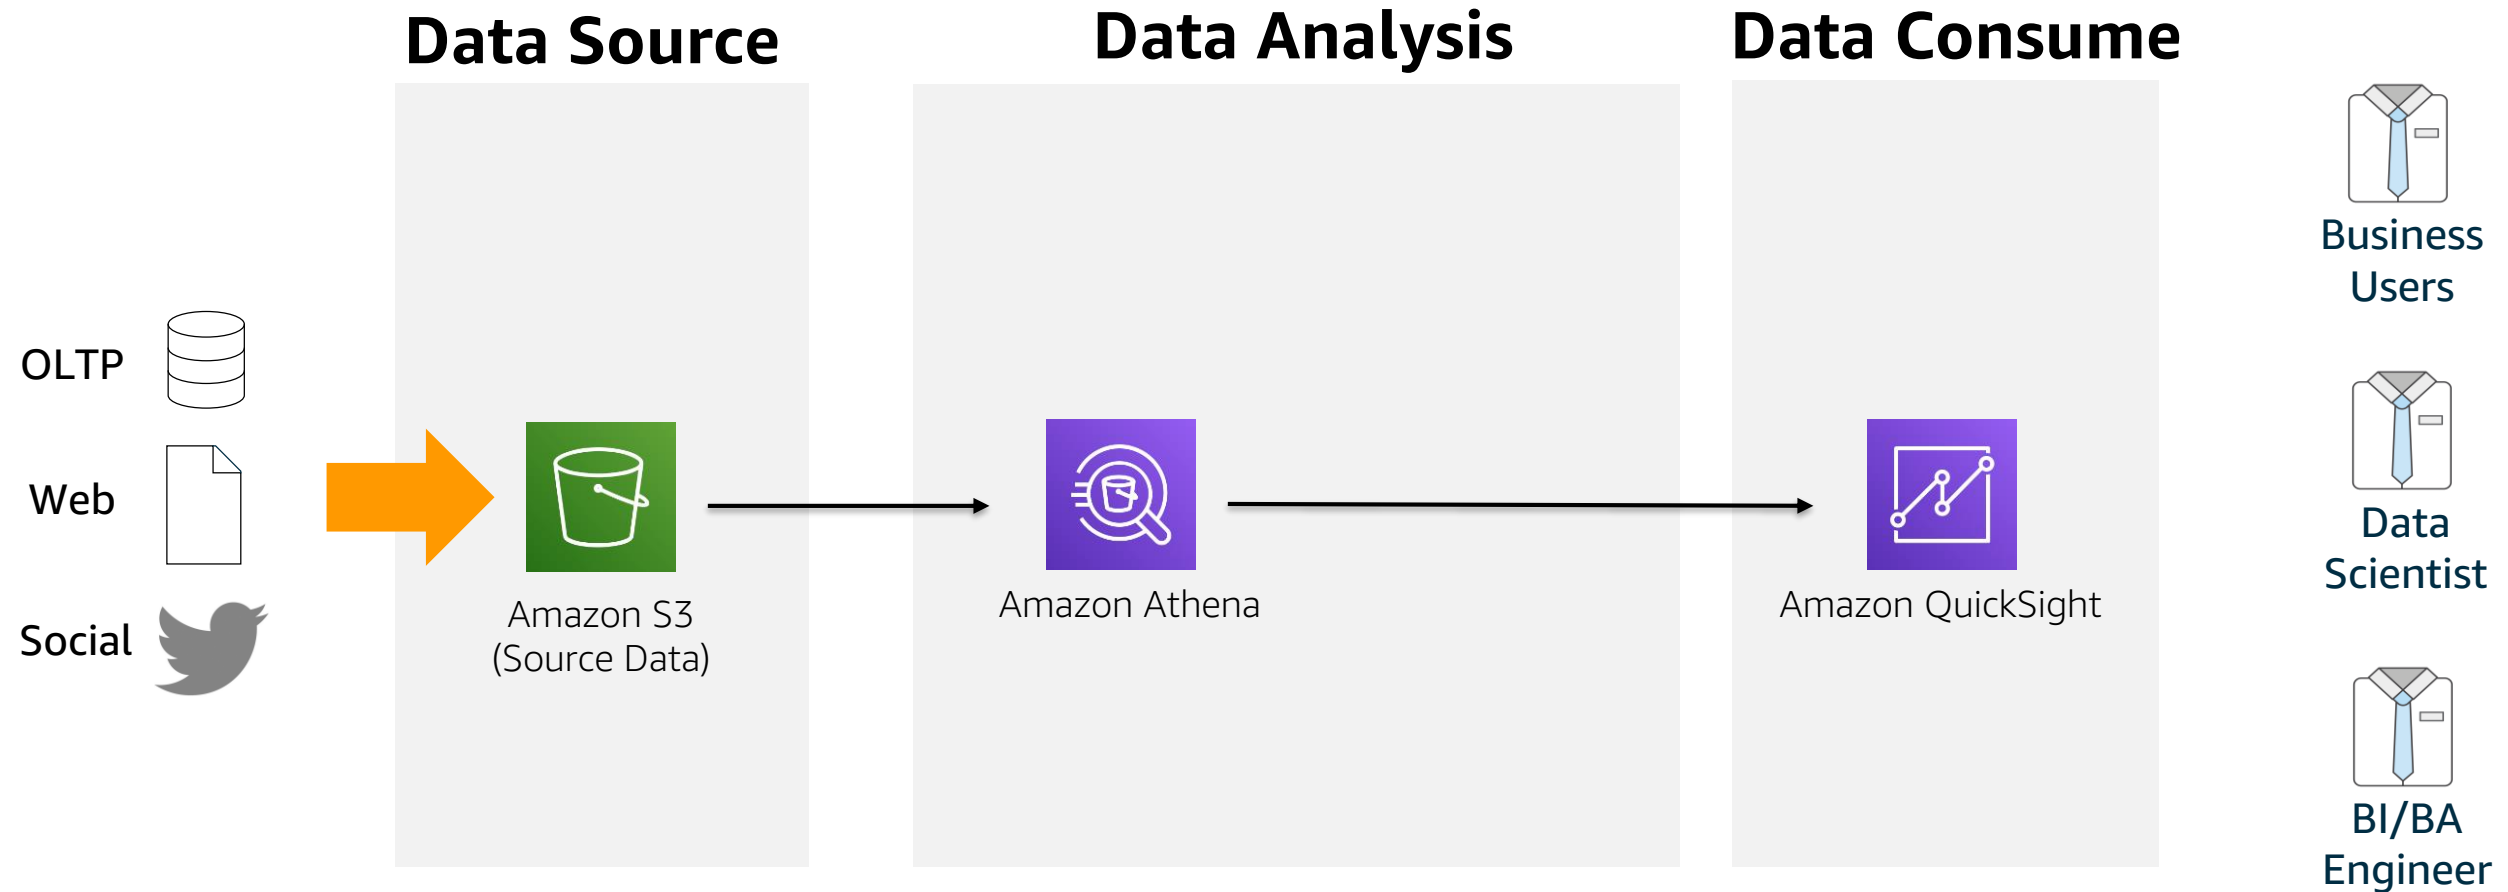 Data Source
Data Analysis
Data Consume
OLTP
Web
Social
Amazon S3
(Source Data)
Amazon Athena
Amazon QuickSight
Business
Users
Data
Scientist
BI/BA
Engineer